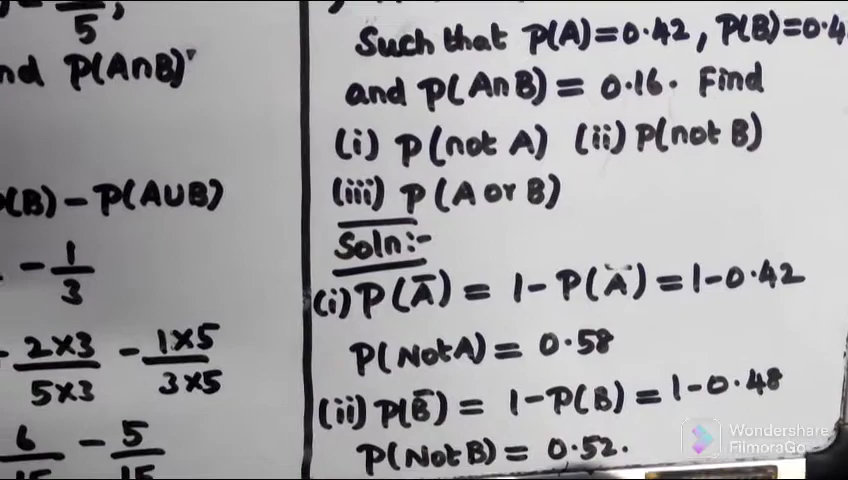 5,
nd P(A∩B)
P(B) - P(A∪B)
- 1/3
2×3/5×3 - 1×5/3×5
6/15 - 5/15
Such that P(A)=0.42, P(B)=0.4
and P(A∩B) = 0.16. Find
(i) P(not A) (ii) P(not B)
(iii) P(A or B)
Soln:-
(i) P(A̅) = 1-P(A) = 1-0.42
P(Not A) = 0.58
(ii) P(B̅) = 1-P(B) = 1-0.48
P(Not B) = 0.52.
Wondershare
FilmoraGo